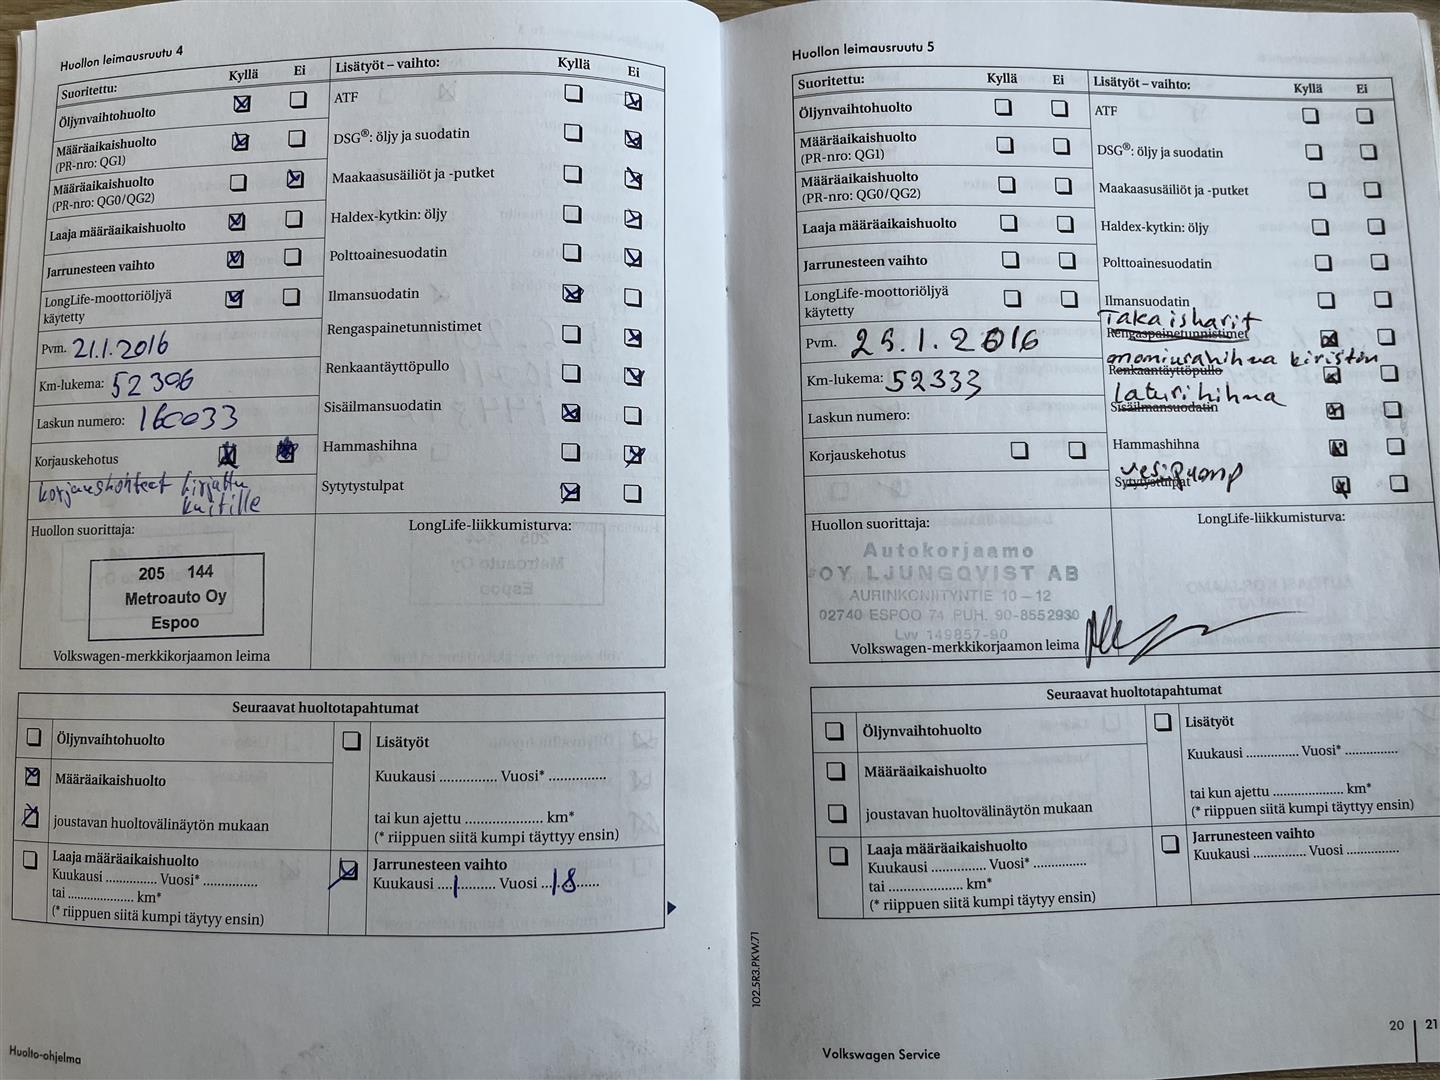 Huollon leimausruutu 4
Suoritettu: Kyllä Ei
Öljynvaihtohuolto
Määräaikaishuolto
(PR-nro: QG1)
Määräaikaishuolto
(PR-nro: QG0/QG2)
Laaja määräaikaishuolto
Jarrunesteen vaihto
LongLife-moottoriöljyä
käytetty
Pvm. 21.1.2016
Km-lukema: 52306
Laskun numero: 160033
Korjauskehotus
korjauskohteet kirjattu
kuitille
Lisätyöt – vaihto: Kyllä Ei
ATF
DSG®: öljy ja suodatin
Maakaasusäiliöt ja -putket
Haldex-kytkin: öljy
Polttoainesuodatin
Ilmansuodatin
Rengaspainetunnistimet
Renkaantäyttöpullo
Sisäilmansuodatin
Hammashihna
Sytytystulpat
Huollon suorittaja:
205 144
Metroauto Oy
Espoo
Volkswagen-merkkikorjaamon leima
LongLife-liikkumisturva:
Seuraavat huoltotapahtumat
Öljynvaihtohuolto
Määräaikaishuolto
joustavan huoltovälinäytön mukaan
Laaja määräaikaishuolto
Kuukausi .............. Vuosi* ..............
tai .................... km*
(* riippuen siitä kumpi täytyy ensin)
Lisätyöt
Kuukausi .............. Vuosi* ..............
tai kun ajettu .................... km*
(* riippuen siitä kumpi täyttyy ensin)
Jarrunesteen vaihto
Kuukausi ....1.......... Vuosi ...18......
Huolto-ohjelma
Huollon leimausruutu 5
Suoritettu: Kyllä Ei
Öljynvaihtohuolto
Määräaikaishuolto
(PR-nro: QG1)
Määräaikaishuolto
(PR-nro: QG0/QG2)
Laaja määräaikaishuolto
Jarrunesteen vaihto
LongLife-moottoriöljyä
käytetty
Pvm. 25.1.2016
Km-lukema: 52333
Laskun numero:
Korjauskehotus
Lisätyöt – vaihto: Kyllä Ei
ATF
DSG®: öljy ja suodatin
Maakaasusäiliöt ja -putket
Haldex-kytkin: öljy
Polttoainesuodatin
Ilmansuodatin
Takaisharit
Rengaspainetunnistimet
moniurahihna kiristin
Renkaantäyttöpullo
Laturihihna
Sisäilmansuodatin
Hammashihna
vesipump
Sytytystulpat
Huollon suorittaja:
Autokorjaamo
OY LJUNGQVIST AB
AURINKONIITYNTIE 10 – 12
02740 ESPOO 74 PUH. 90-8552930
Lvv 149857-90
Volkswagen-merkkikorjaamon leima
LongLife-liikkumisturva:
Seuraavat huoltotapahtumat
Öljynvaihtohuolto
Määräaikaishuolto
joustavan huoltovälinäytön mukaan
Laaja määräaikaishuolto
Kuukausi .............. Vuosi* ..............
tai .................... km*
(* riippuen siitä kumpi täytyy ensin)
Lisätyöt
Kuukausi .............. Vuosi* ..............
tai kun ajettu .................... km*
(* riippuen siitä kumpi täyttyy ensin)
Jarrunesteen vaihto
Kuukausi .............. Vuosi ..............
102.5R3.PKW.71
Volkswagen Service
20 | 21